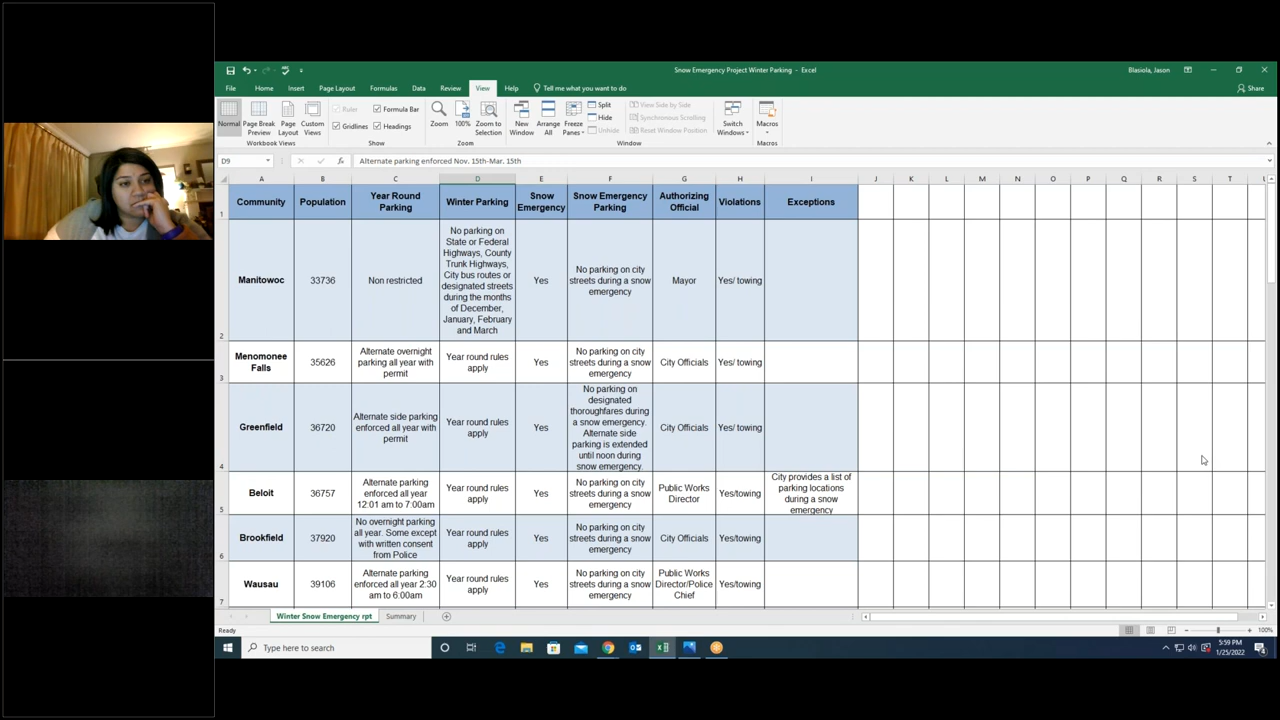 Snow Emergency Project Winter Parking - Excel
Blasiola, Jason
File Home Insert Page Layout Formulas Data Review View Help Tell me what you want to do
Share
Normal
Page Break
Preview
Page
Layout
Custom
Views
Workbook Views
Ruler
Formula Bar
Gridlines
Headings
Show
Zoom
100%
Zoom to
Selection
Zoom
New
Window
Arrange
All
Freeze
Panes
Split
Hide
Unhide
View Side by Side
Synchronous Scrolling
Reset Window Position
Window
Switch
Windows
Macros
Macros
D9
fx
Alternate parking enforced Nov. 15th-Mar. 15th
A B C D E F G H I J K L M N O P Q R S T
1
Community
Population
Year Round
Parking
Winter Parking
Snow
Emergency
Snow Emergency
Parking
Authorizing
Official
Violations
Exceptions
2
Manitowoc
33736
Non restricted
No parking on
State or Federal
Highways, County
Trunk Highways,
City bus routes or
designated streets
during the months
of December,
January, February
and March
Yes
No parking on city
streets during a snow
emergency
Mayor
Yes/ towing
3
Menomonee
Falls
35626
Alternate overnight
parking all year with
permit
Year round rules
apply
Yes
No parking on city
streets during a snow
emergency
City Officials
Yes/ towing
4
Greenfield
36720
Alternate side parking
enforced all year with
permit
Year round rules
apply
Yes
No parking on
designated
thoroughfares during
a snow emergency.
Alternate side
parking is extended
until noon during
snow emergency.
City Officials
Yes/ towing
5
Beloit
36757
Alternate parking
enforced all year
12:01 am to 7:00am
Year round rules
apply
Yes
No parking on city
streets during a snow
emergency
Public Works
Director
Yes/towing
City provides a list of
parking locations
during a snow
emergency
6
Brookfield
37920
No overnight parking
all year. Some except
with written consent
from Police
Year round rules
apply
Yes
No parking on city
streets during a snow
emergency
City Officials
Yes/towing
7
Wausau
39106
Alternate parking
enforced all year 2:30
am to 6:00am
Year round rules
apply
Yes
No parking on city
streets during a snow
emergency
Public Works
Director/Police
Chief
Yes/towing
Winter Snow Emergency rpt
Summary
Ready
100%
Type here to search
5:59 PM
1/25/2022